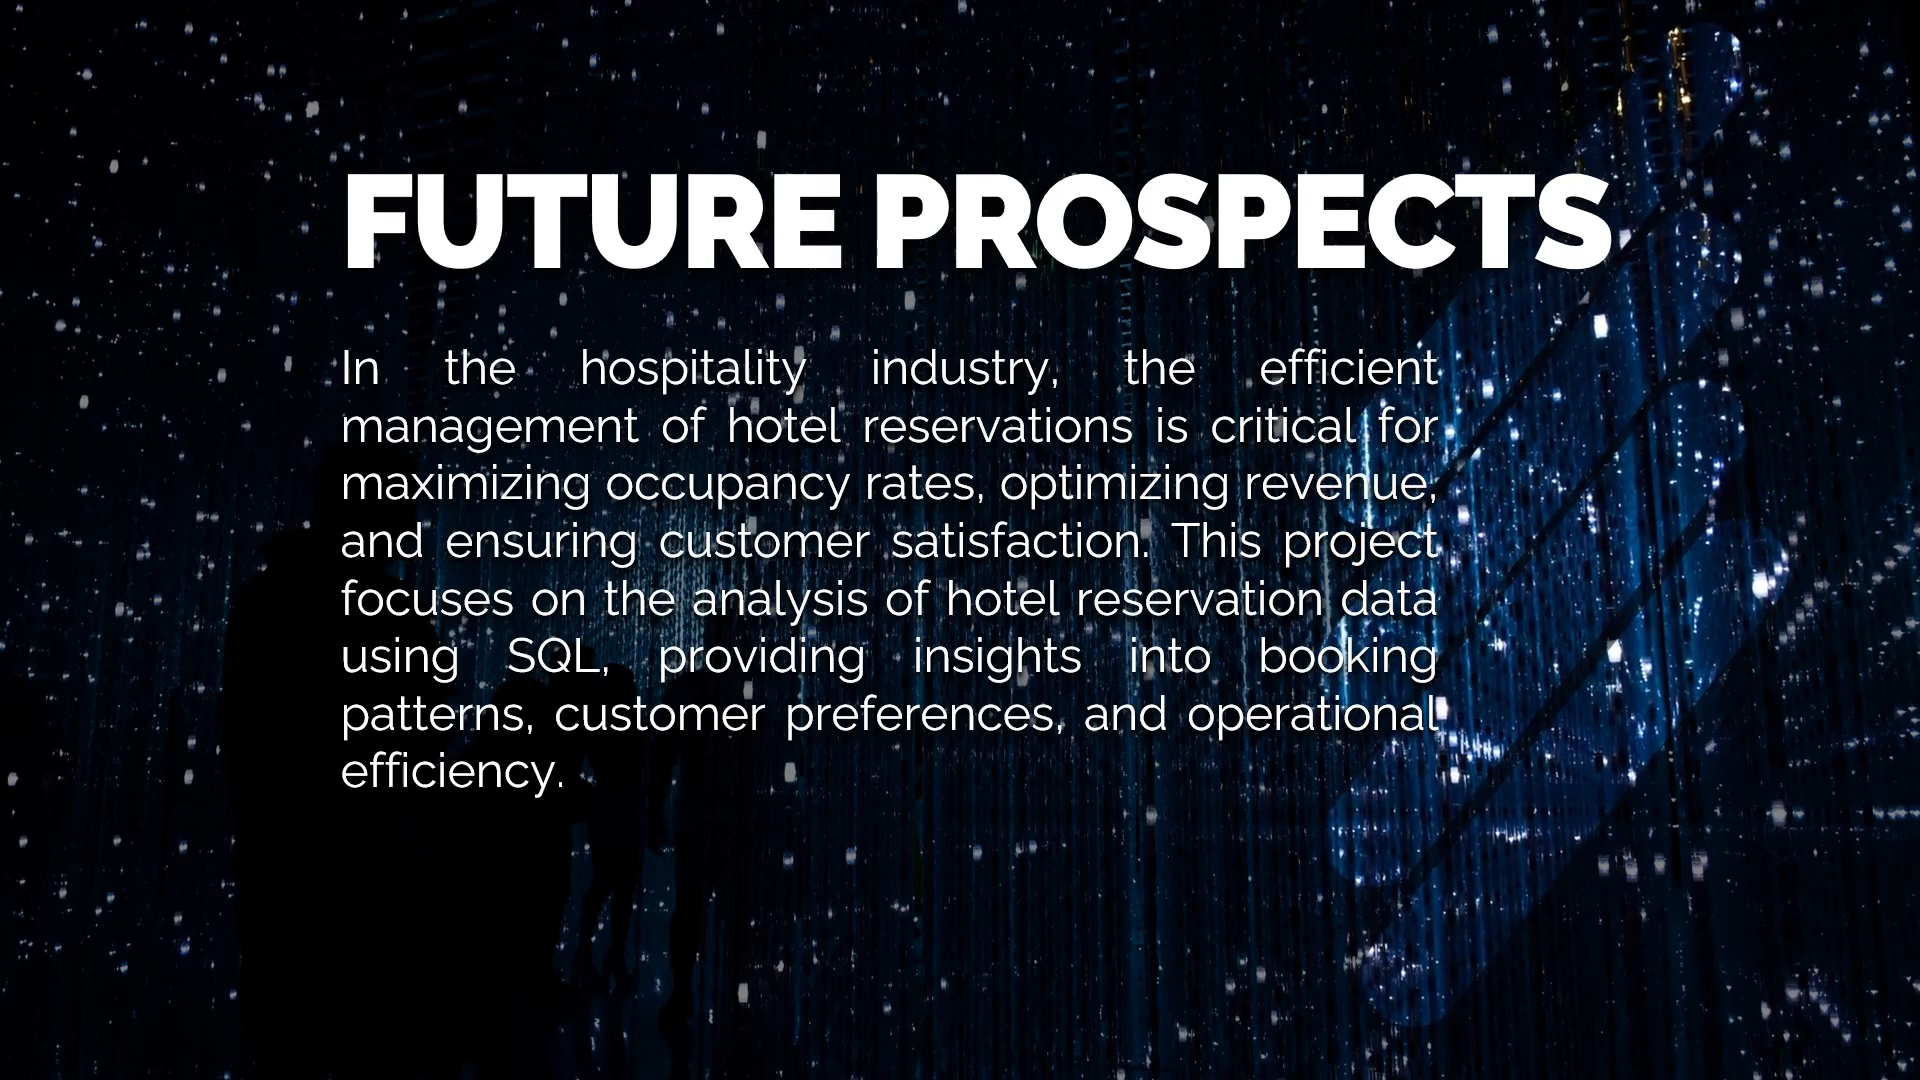 FUTURE PROSPECTS
In the hospitality industry, the efficient
management of hotel reservations is critical for
maximizing occupancy rates, optimizing revenue,
and ensuring customer satisfaction. This project
focuses on the analysis of hotel reservation data
using SQL, providing insights into booking
patterns, customer preferences, and operational
efficiency.